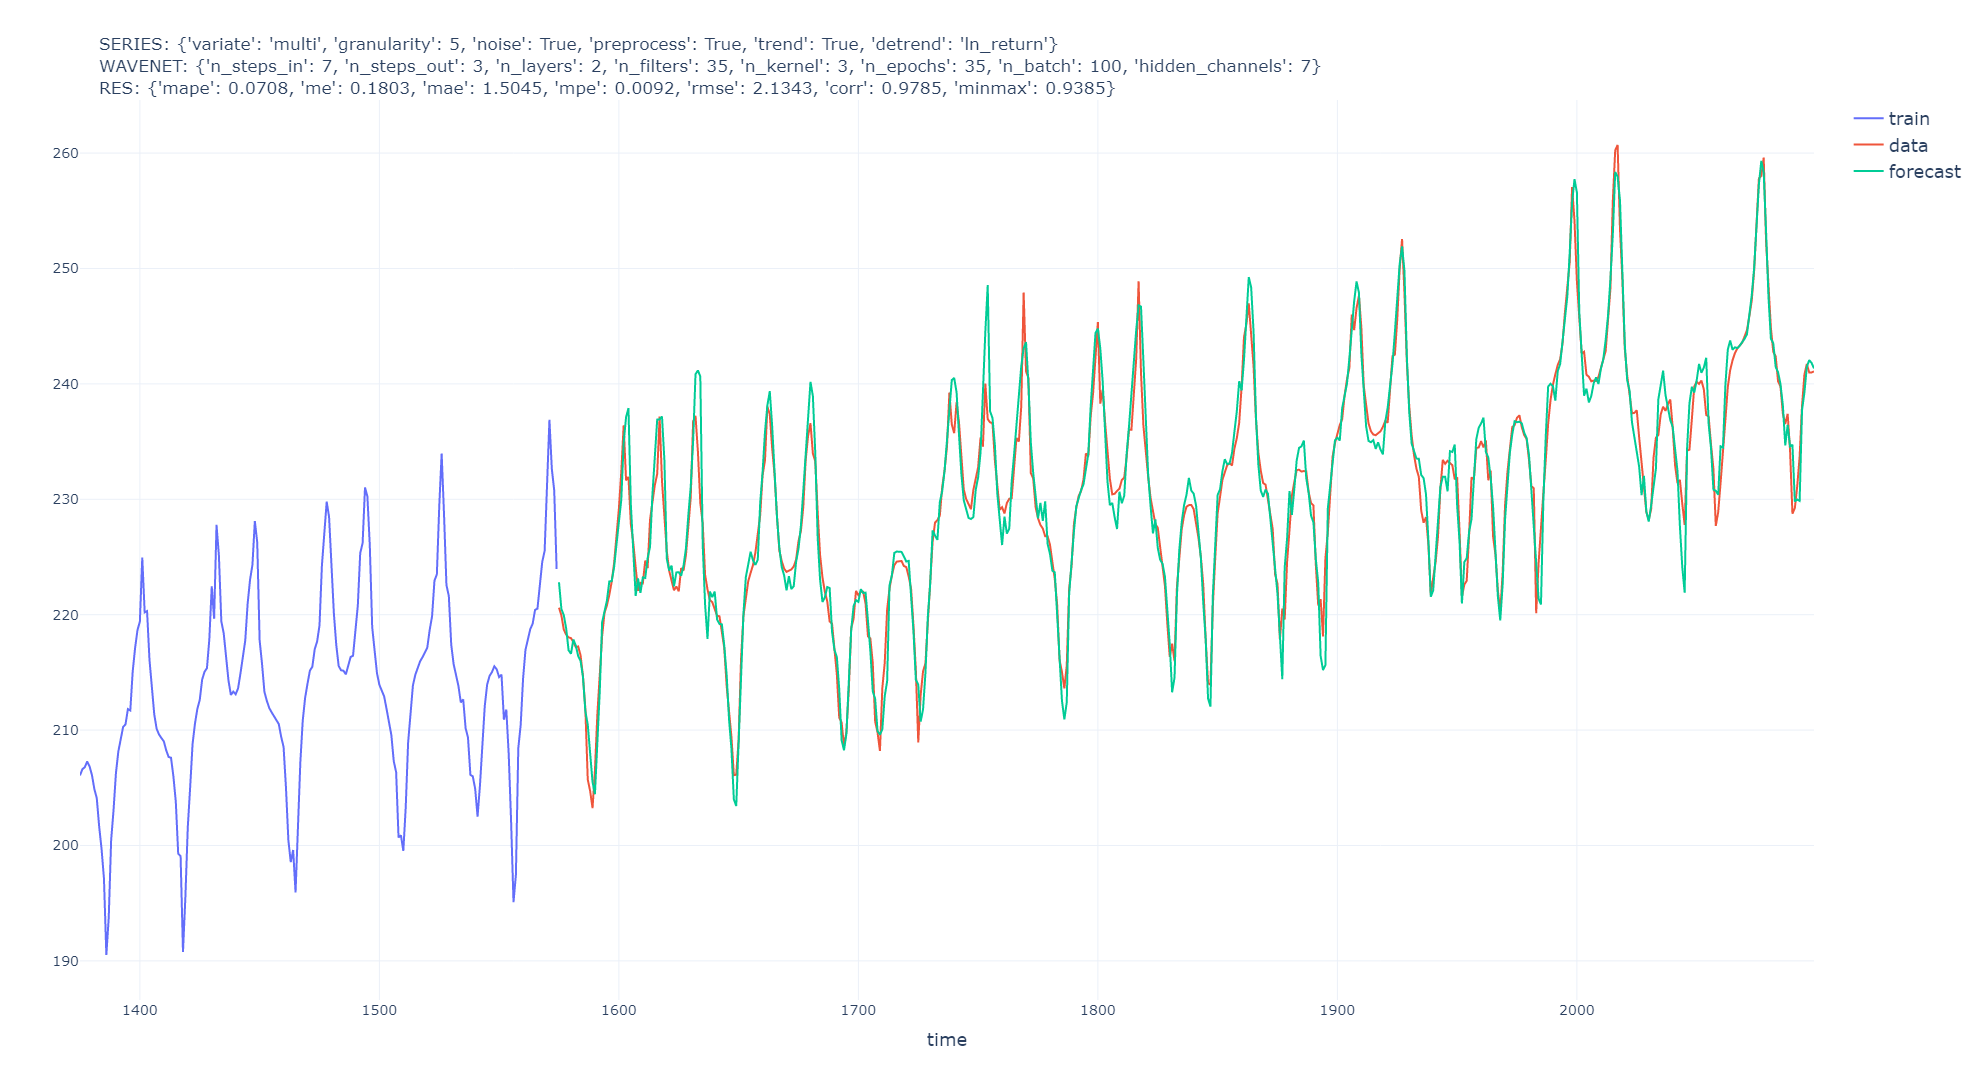 SERIES: {'variate': 'multi', 'granularity': 5, 'noise': True, 'preprocess': True, 'trend': True, 'detrend': 'ln_return'}
WAVENET: {'n_steps_in': 7, 'n_steps_out': 3, 'n_layers': 2, 'n_filters': 35, 'n_kernel': 3, 'n_epochs': 35, 'n_batch': 100, 'hidden_channels': 7}
RES: {'mape': 0.0708, 'me': 0.1803, 'mae': 1.5045, 'mpe': 0.0092, 'rmse': 2.1343, 'corr': 0.9785, 'minmax': 0.9385}
train
data
forecast
260
250
240
230
220
210
200
190
1400 1500 1600 1700 1800 1900 2000
time